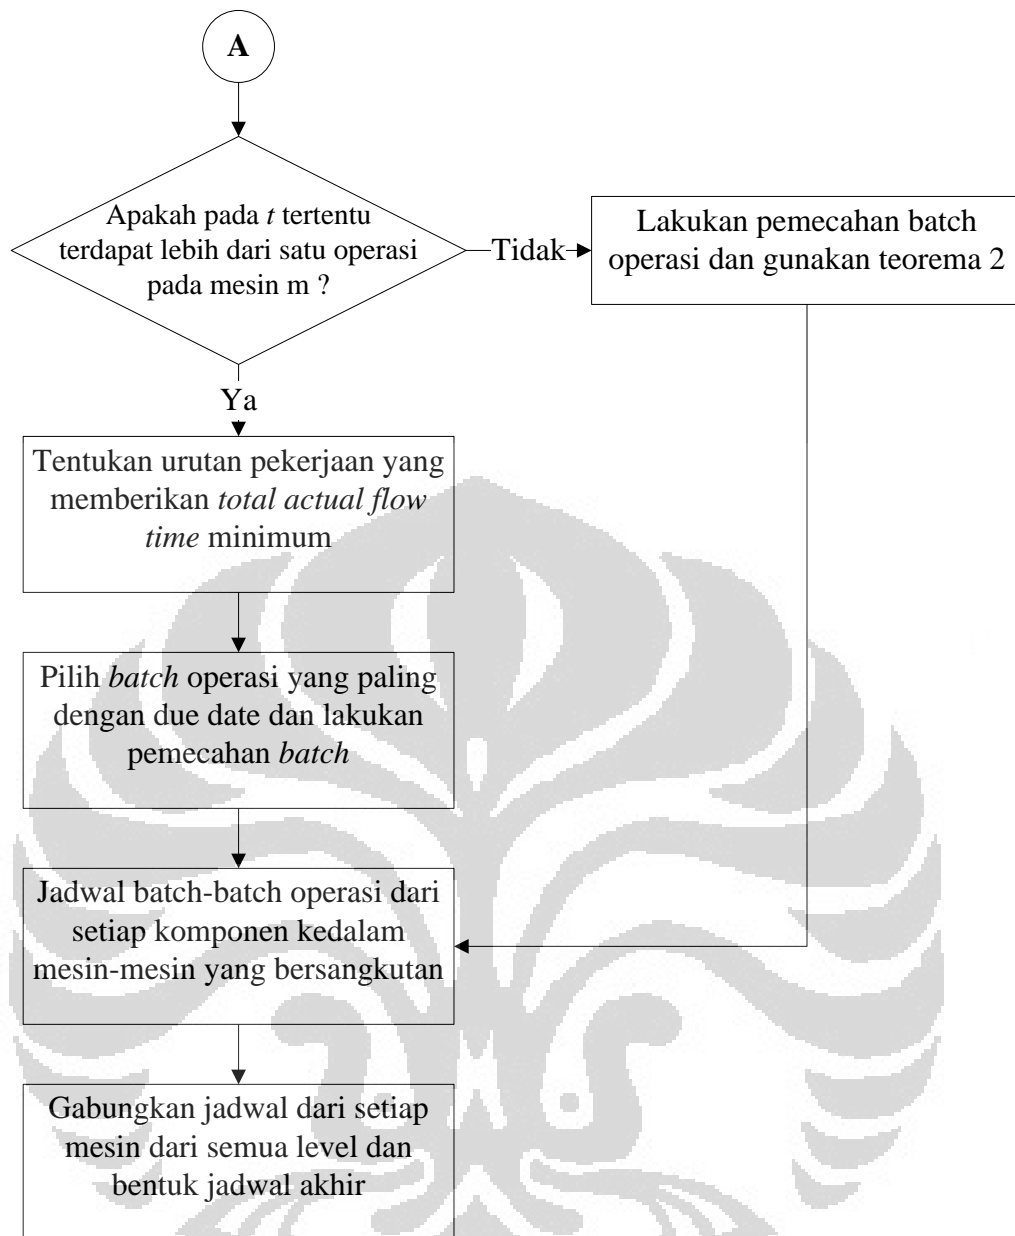 A
Apakah pada t tertentu
terdapat lebih dari satu operasi
pada mesin m ?
Tidak
Lakukan pemecahan batch
operasi dan gunakan teorema 2
Ya
Tentukan urutan pekerjaan yang
memberikan total actual flow
time minimum
Pilih batch operasi yang paling
dengan due date dan lakukan
pemecahan batch
Jadwal batch-batch operasi dari
setiap komponen kedalam
mesin-mesin yang bersangkutan
Gabungkan jadwal dari setiap
mesin dari semua level dan
bentuk jadwal akhir